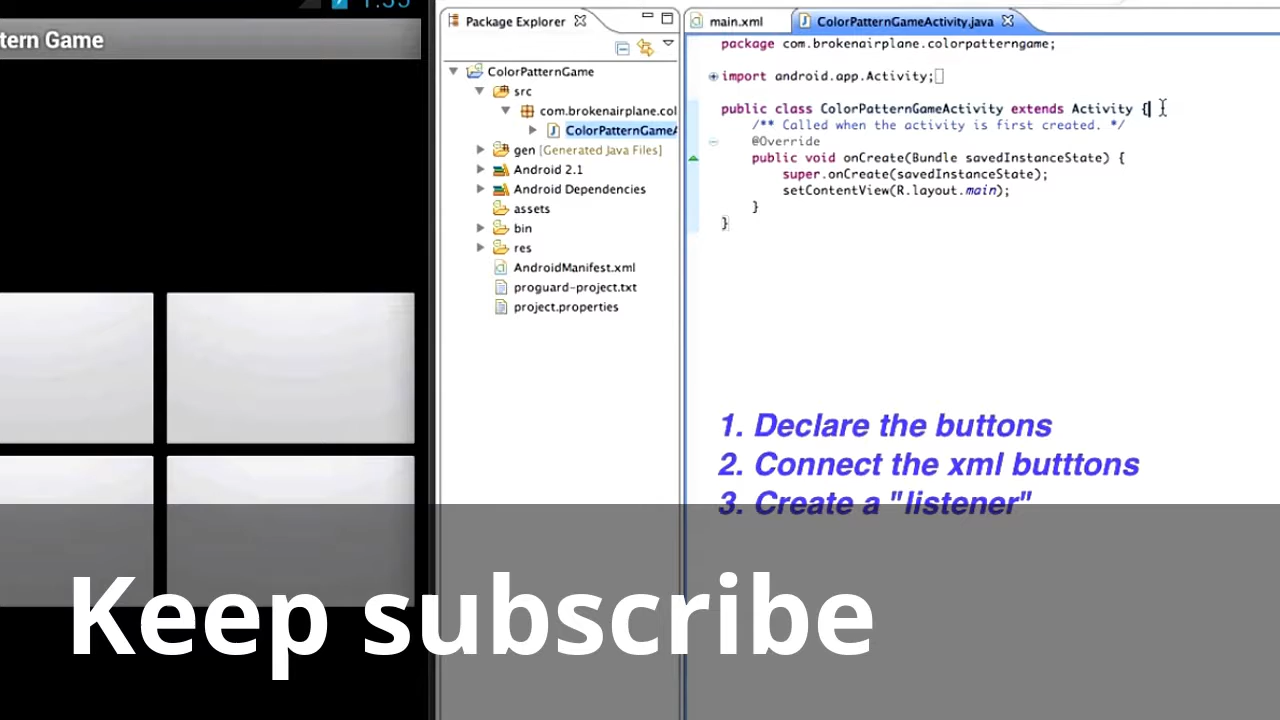 1:55
tern Game
Package Explorer
ColorPatternGame
src
com.brokenairplane.col
ColorPatternGameA
gen [Generated Java Files]
Android 2.1
Android Dependencies
assets
bin
res
AndroidManifest.xml
proguard-project.txt
project.properties
main.xml
ColorPatternGameActivity.java
package com.brokenairplane.colorpatterngame;
import android.app.Activity;
public class ColorPatternGameActivity extends Activity {
/** Called when the activity is first created. */
@Override
public void onCreate(Bundle savedInstanceState) {
super.onCreate(savedInstanceState);
setContentView(R.layout.main);
}
}
1. Declare the buttons
2. Connect the xml butttons
3. Create a "listener"
Keep subscribe